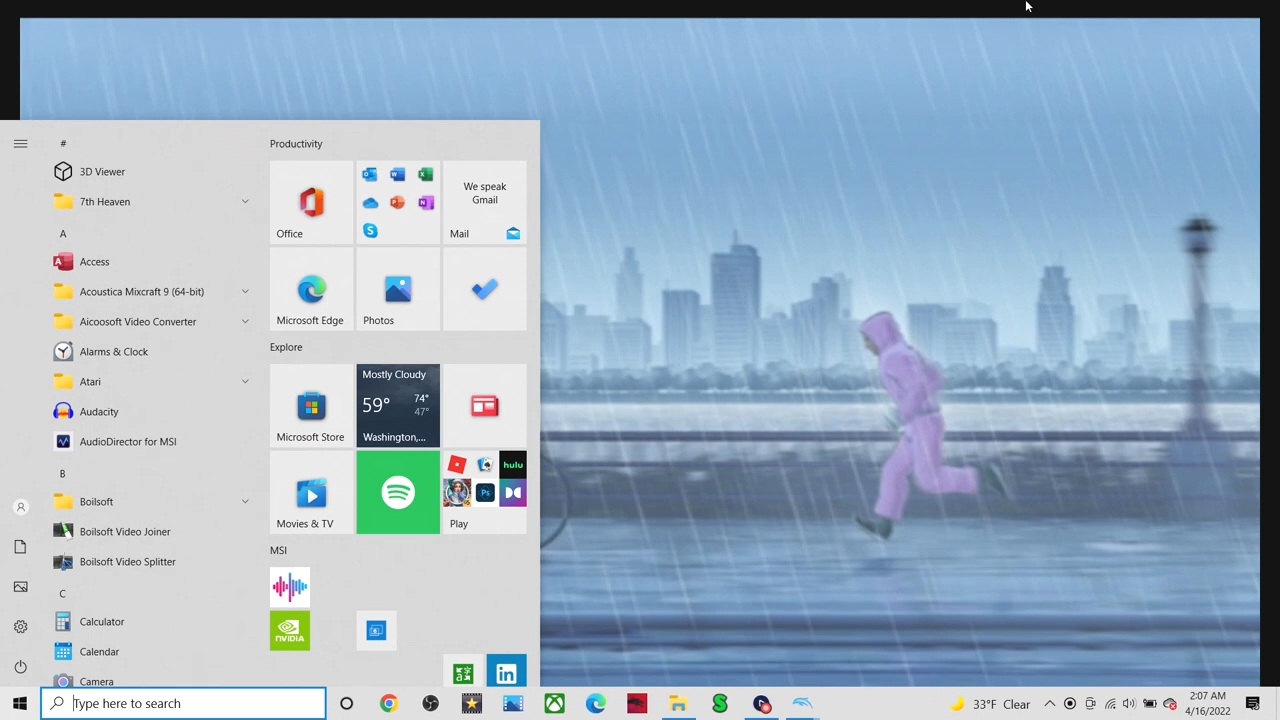 #
3D Viewer
7th Heaven
A
Access
Acoustica Mixcraft 9 (64-bit)
Aicoosoft Video Converter
Alarms & Clock
Atari
Audacity
AudioDirector for MSI
B
Boilsoft
Boilsoft Video Joiner
Boilsoft Video Splitter
C
Calculator
Calendar
Camera
Productivity
Office
We speak
Gmail
Mail
Microsoft Edge
Photos
Explore
Microsoft Store
Mostly Cloudy
59°
74°
47°
Washington,...
Movies & TV
hulu
Ps
Play
MSI
NVIDIA
in
Type here to search
33°F Clear
2:07 AM
4/16/2022